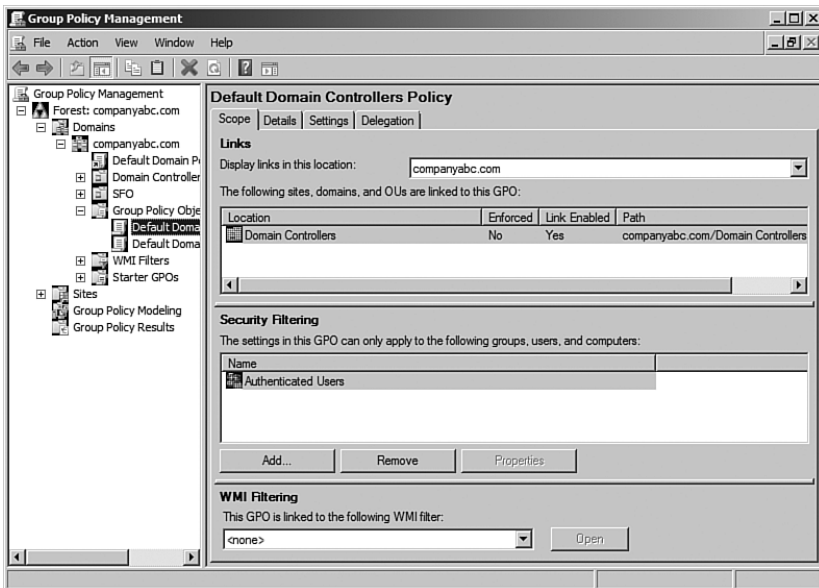 Group Policy Management
File Action View Window Help
Group Policy Management
Forest: companyabc.com
Domains
companyabc.com
Default Domain P
Domain Controller
SFO
Group Policy Obje
Default Doma
Default Doma
WMI Filters
Starter GPOs
Sites
Group Policy Modeling
Group Policy Results
Default Domain Controllers Policy
Scope Details Settings Delegation
Links
Display links in this location: companyabc.com
The following sites, domains, and OUs are linked to this GPO:
Location Enforced Link Enabled Path
Domain Controllers No Yes companyabc.com/Domain Controllers
Security Filtering
The settings in this GPO can only apply to the following groups, users, and computers:
Name
Authenticated Users
Add... Remove Properties
WMI Filtering
This GPO is linked to the following WMI filter:
<none> Open